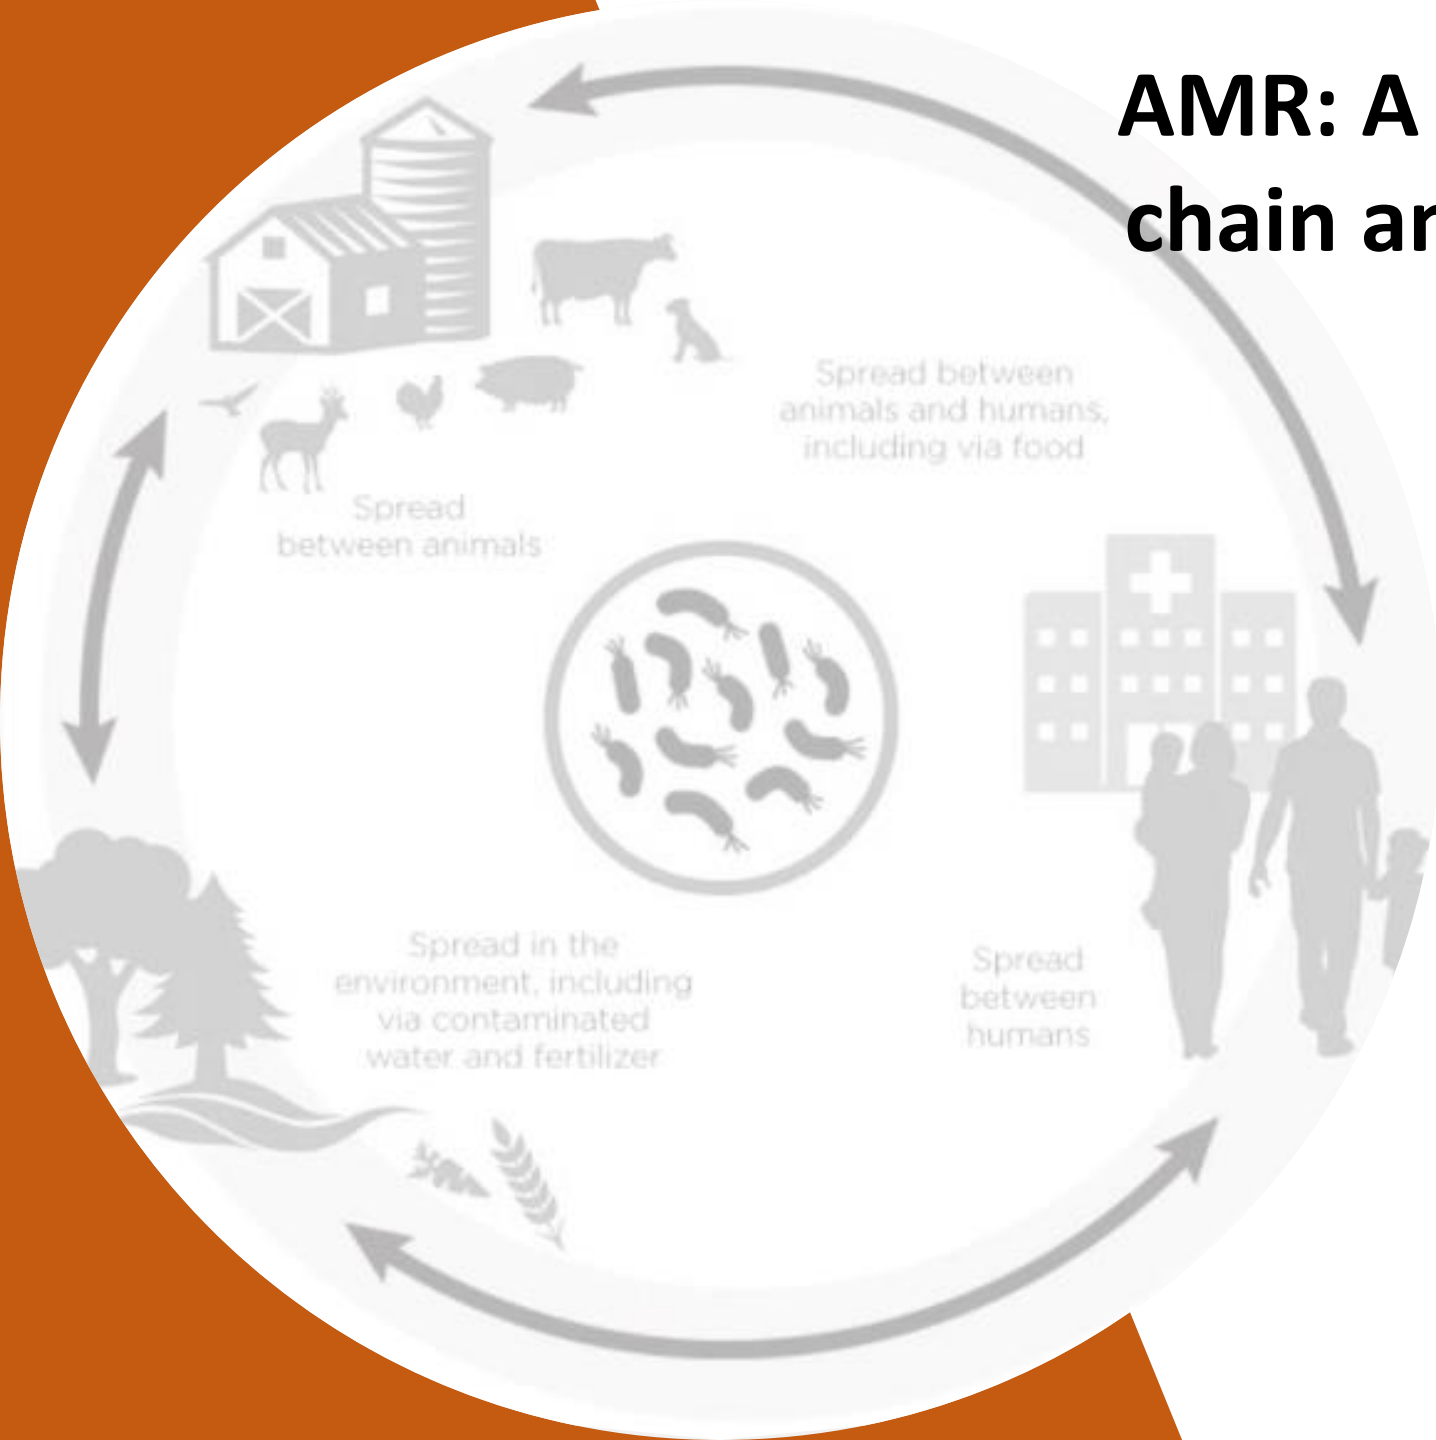 AMR: A
chain
Spread between
animals and humans,
including via food
Spread
between animals
Spread in the
environment, including
via contaminated
water and fertilizer
Spread
between
humans